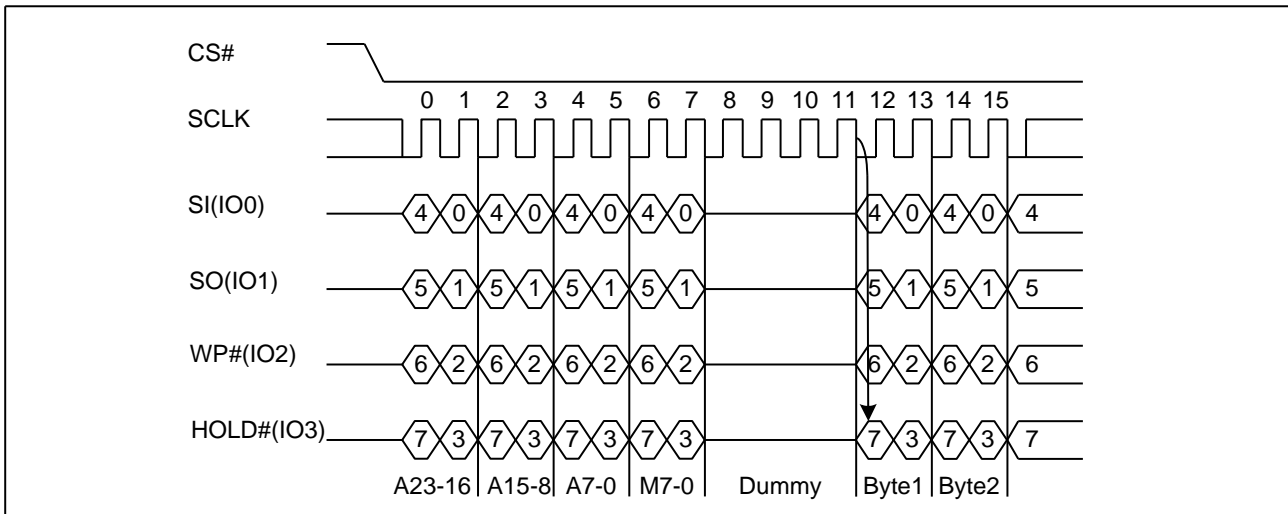 CS#
0 1 2 3 4 5 6 7 8 9 10 11 12 13 14 15
SCLK
SI(IO0) 4 0 4 0 4 0 4 0 4 0 4 0 4
SO(IO1) 5 1 5 1 5 1 5 1 5 1 5 1 5
WP#(IO2) 6 2 6 2 6 2 6 2 6 2 6 2 6
HOLD#(IO3) 7 3 7 3 7 3 7 3 7 3 7 3 7
A23-16 A15-8 A7-0 M7-0 Dummy Byte1 Byte2